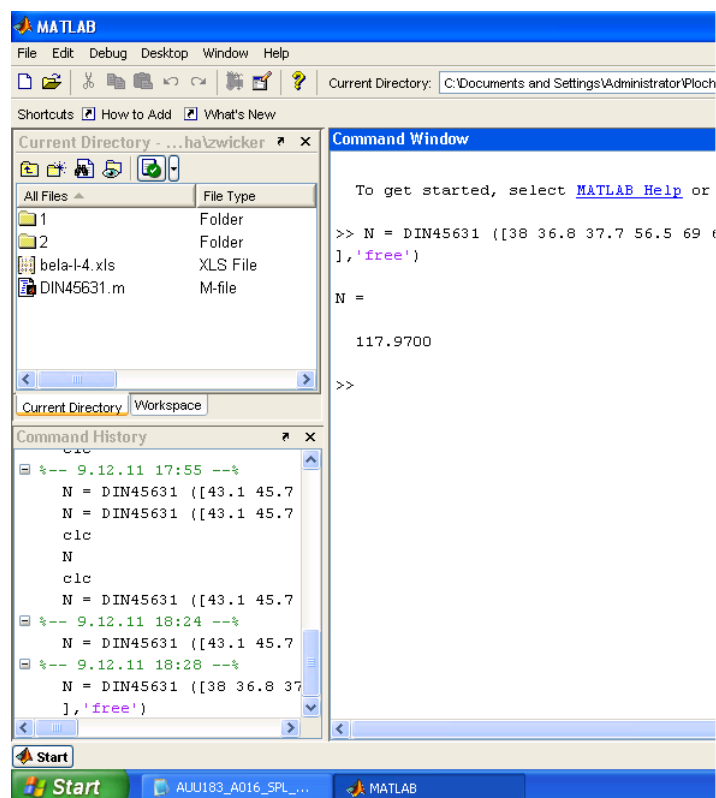 MATLAB
File Edit Debug Desktop Window Help
Current Directory: C:\Documents and Settings\Administrator\Ploch
Shortcuts How to Add What's New
Current Directory - ...ha\zwicker
All Files File Type
1 Folder
2 Folder
bela-l-4.xls XLS File
DIN45631.m M-file
Current Directory Workspace
Command History
clc
%-- 9.12.11 17:55 --%
N = DIN45631 ([43.1 45.7
N = DIN45631 ([43.1 45.7
clc
N
clc
N = DIN45631 ([43.1 45.7
%-- 9.12.11 18:24 --%
N = DIN45631 ([43.1 45.7
%-- 9.12.11 18:28 --%
N = DIN45631 ([38 36.8 37
],'free')
Command Window
To get started, select MATLAB Help or
>> N = DIN45631 ([38 36.8 37.7 56.5 69
],'free')
N =
117.9700
>>
Start
Start AUU183_A016_SPL_... MATLAB